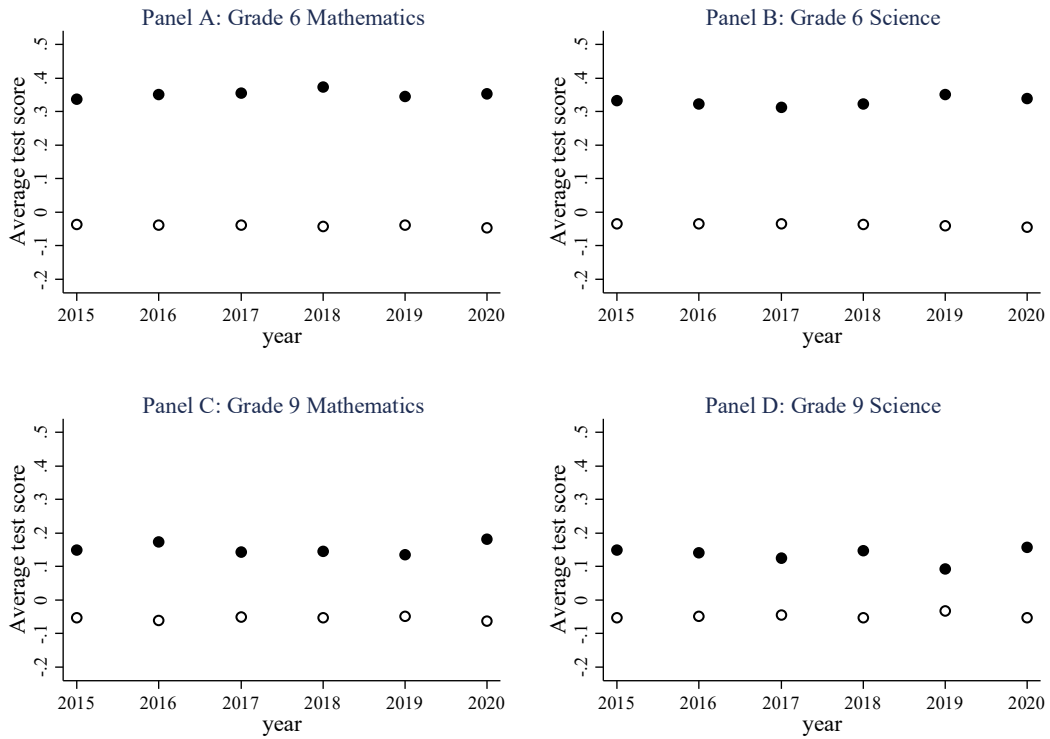 Panel A: Grade 6 Mathematics
Average test score
.5
.4
.3
.2
.1
0
-.1
-.2
2015 2016 2017 2018 2019 2020
year
Panel B: Grade 6 Science
Average test score
.5
.4
.3
.2
.1
0
-.1
-.2
2015 2016 2017 2018 2019 2020
year
Panel C: Grade 9 Mathematics
Average test score
.5
.4
.3
.2
.1
0
-.1
-.2
2015 2016 2017 2018 2019 2020
year
Panel D: Grade 9 Science
Average test score
.5
.4
.3
.2
.1
0
-.1
-.2
2015 2016 2017 2018 2019 2020
year